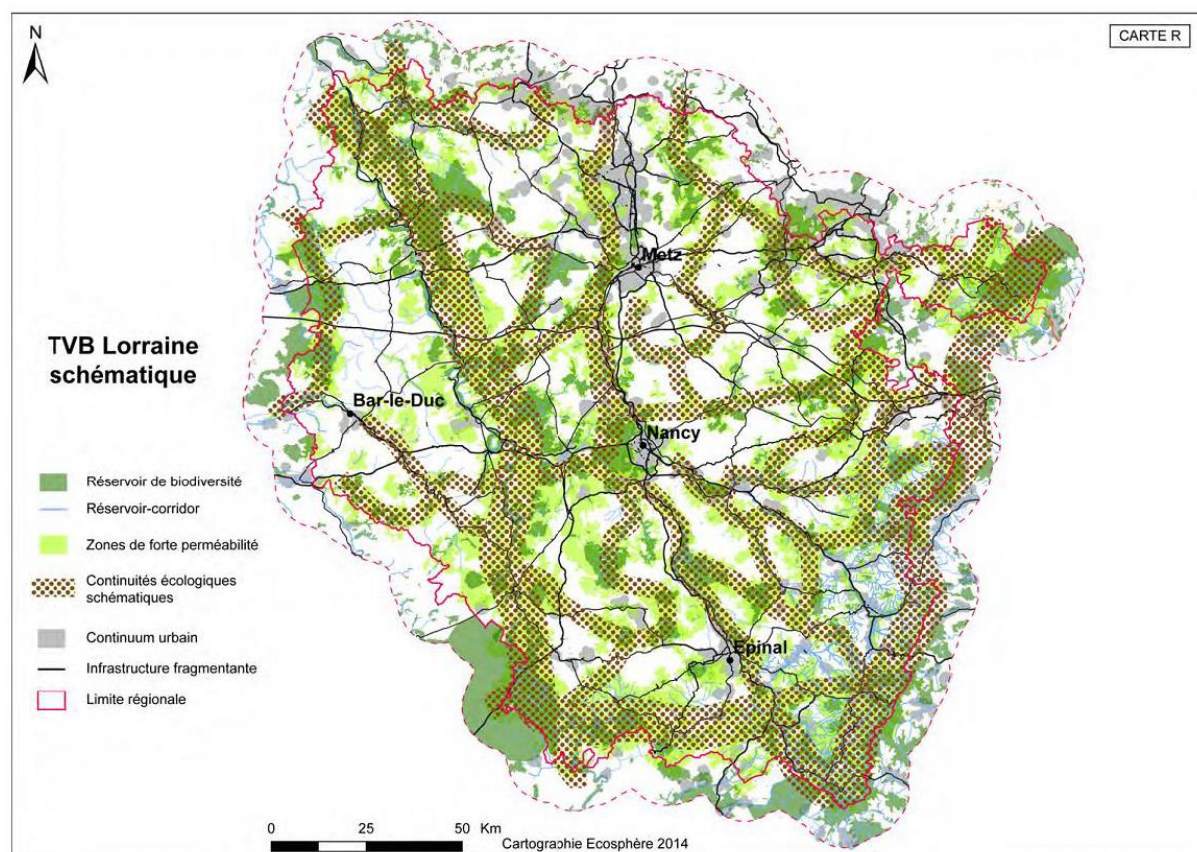 N
CARTE R
TVB Lorraine
schématique
Metz
Bar-le-Duc
Nancy
Epinal
Réservoir de biodiversité
Réservoir-corridor
Zones de forte perméabilité
Continuités écologiques
schématiques
Continuum urbain
Infrastructure fragmentante
Limite régionale
0 25 50 Km
Cartographie Ecosphère 2014